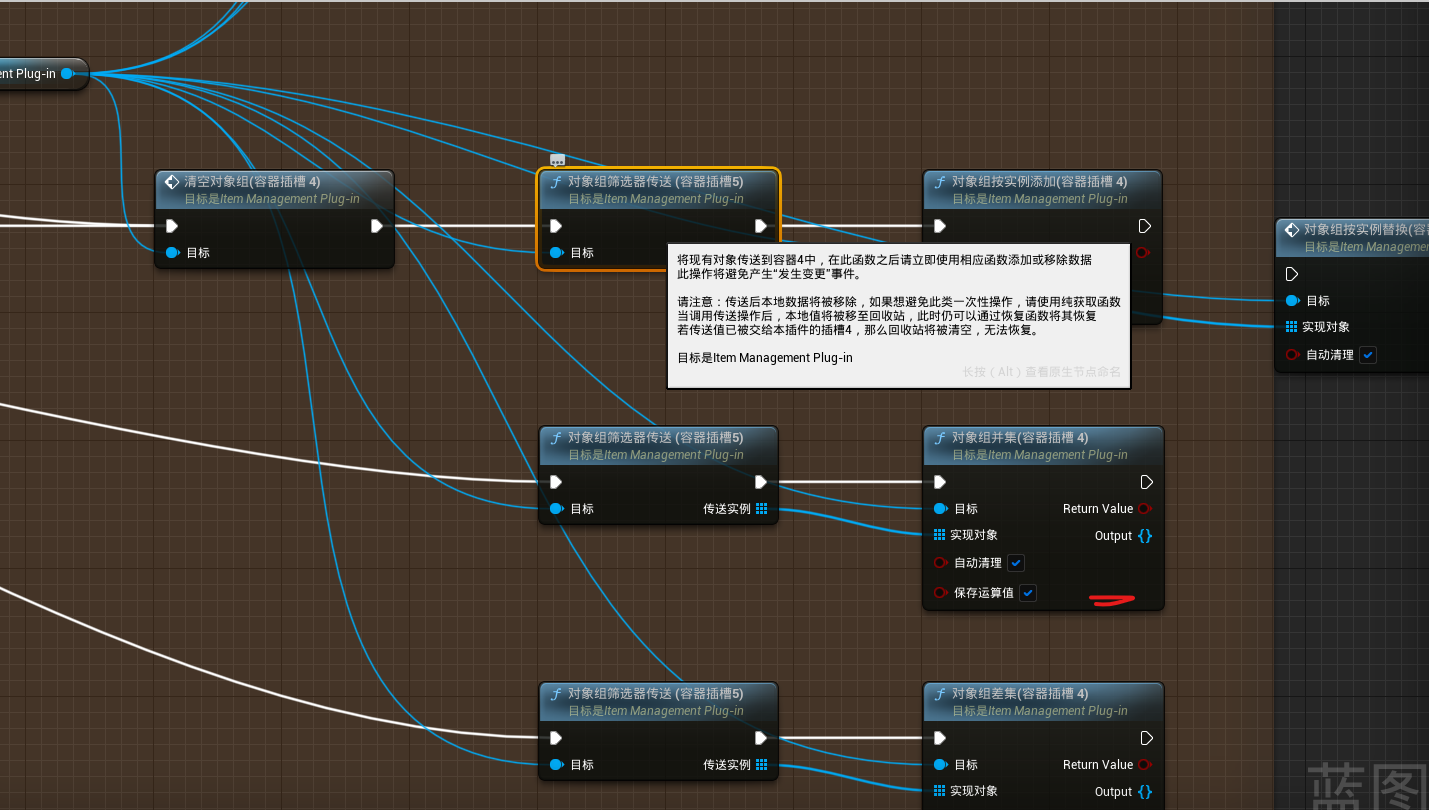 ent Plug-in
清空对象组(容器插槽 4)
目标是Item Management Plug-in
目标
对象组筛选器传送 (容器插槽5)
目标是Item Management Plug-in
目标
对象组按实例添加(容器插槽 4)
目标是Item Management Plug-in
对象组按实例替换(容器
目标是Item Managemen
目标
实现对象
自动清理
将现有对象传送到容器4中，在此函数之后请立即使用相应函数添加或移除数据
此操作将避免产生“发生变更”事件。
请注意：传送后本地数据将被移除，如果想避免此类一次性操作，请使用纯获取函数
当调用传送操作后，本地值将被移至回收站，此时仍可以通过恢复函数将其恢复
若传送值已被交给本插件的插槽4，那么回收站将被清空，无法恢复。
目标是Item Management Plug-in
长按（Alt）查看原生节点命名
对象组筛选器传送 (容器插槽5)
目标是Item Management Plug-in
目标
传送实例
对象组并集(容器插槽 4)
目标是Item Management Plug-in
目标
Return Value
实现对象
Output
自动清理
保存运算值
对象组筛选器传送 (容器插槽5)
目标是Item Management Plug-in
目标
传送实例
对象组差集(容器插槽 4)
目标是Item Management Plug-in
目标
Return Value
实现对象
Output
蓝图